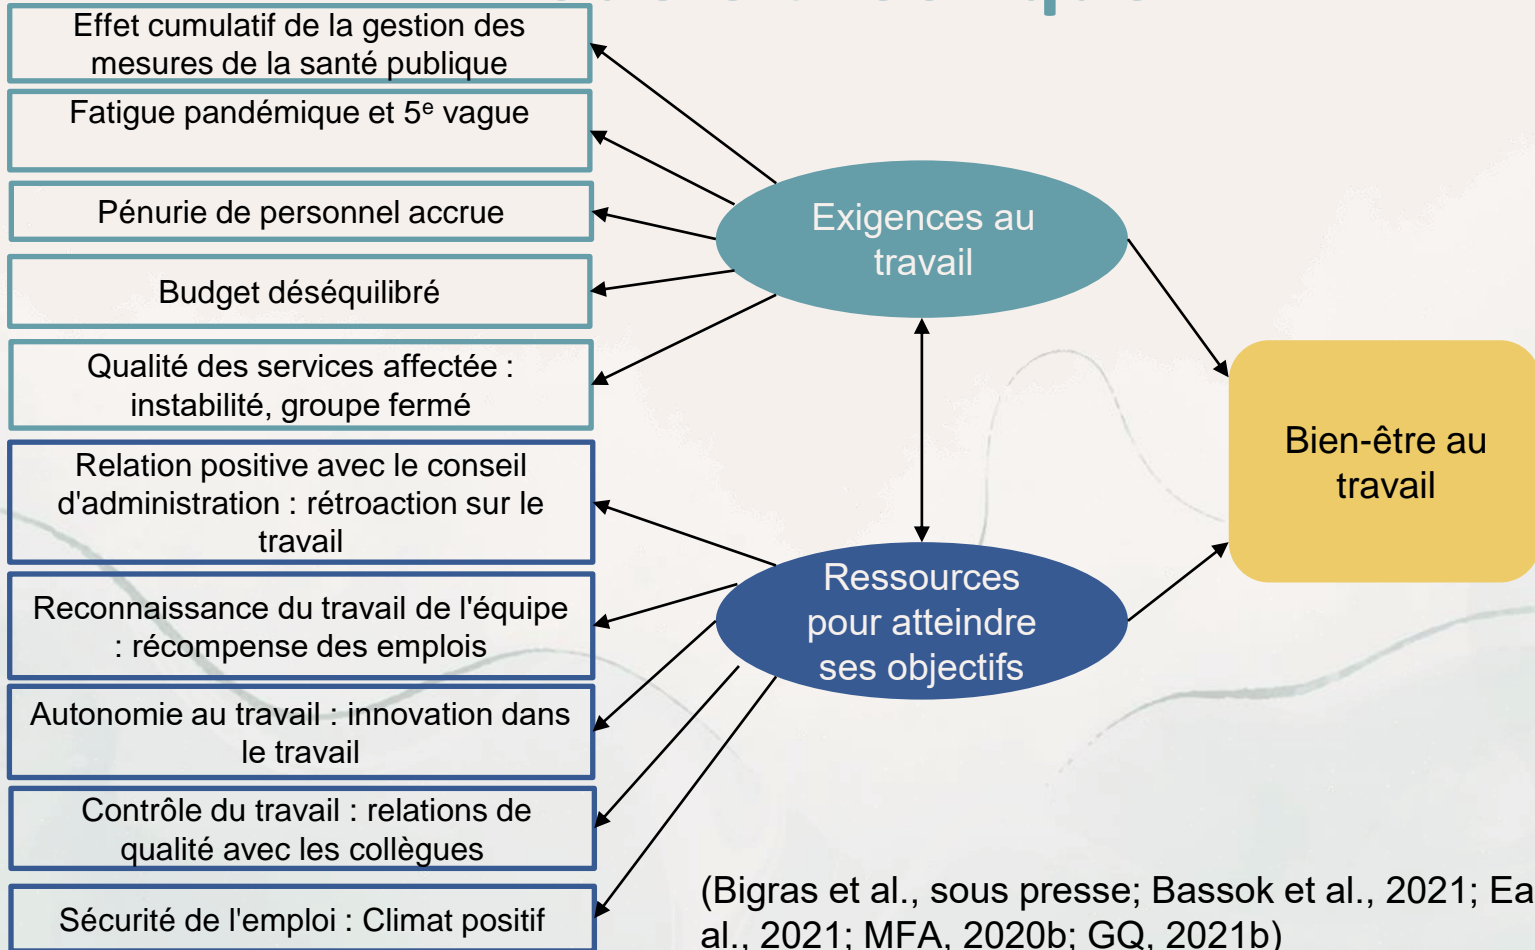 Effet cumulatif de la gestion des
mesures de la santé publique
Fatigue pandémique et 5e vague
Pénurie de personnel accrue
Budget déséquilibré
Qualité des services affectée :
instabilité, groupe fermé
Relation positive avec le conseil
d'administration : rétroaction sur le
travail
Reconnaissance du travail de l'équipe
: récompense des emplois
Autonomie au travail : innovation dans
le travail
Contrôle du travail : relations de
qualité avec les collègues
Sécurité de l'emploi : Climat positif
Exigences au
travail
Ressources
pour atteindre
ses objectifs
Bien-être au
travail
(Bigras et al., sous presse; Bassok et al., 2021;
al., 2021; MFA, 2020b; GQ, 2021b)